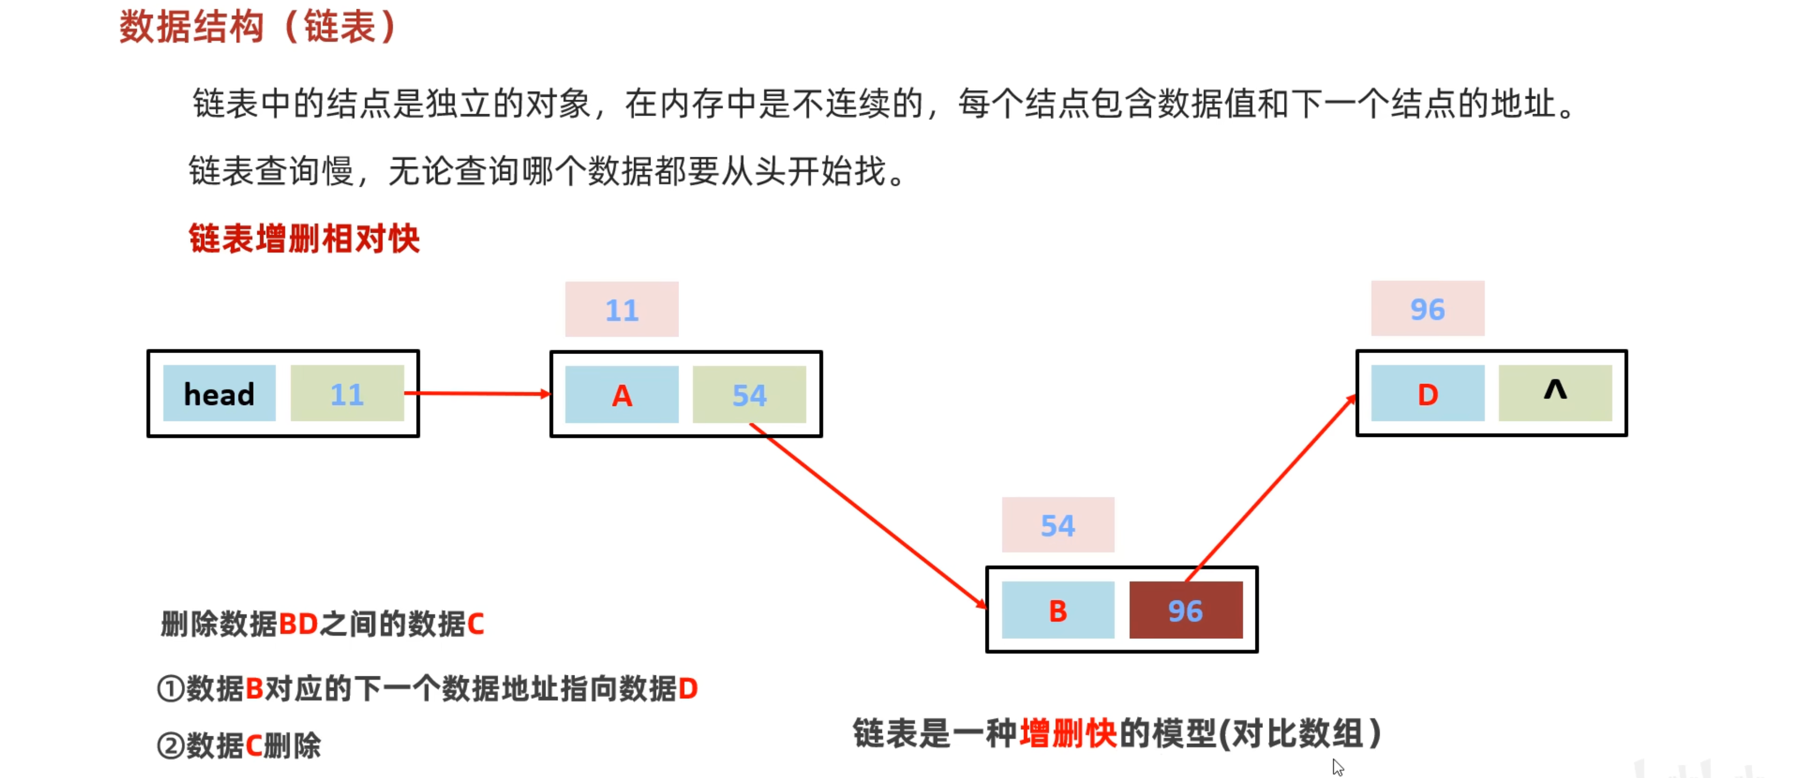 数据结构（链表）
链表中的结点是独立的对象，在内存中是不连续的，每个结点包含数据值和下一个结点的地址。
链表查询慢，无论查询哪个数据都要从头开始找。
链表增删相对快
11
96
head 11
A 54
D ^
54
B 96
删除数据BD之间的数据C
①数据B对应的下一个数据地址指向数据D
②数据C删除
链表是一种增删快的模型(对比数组）